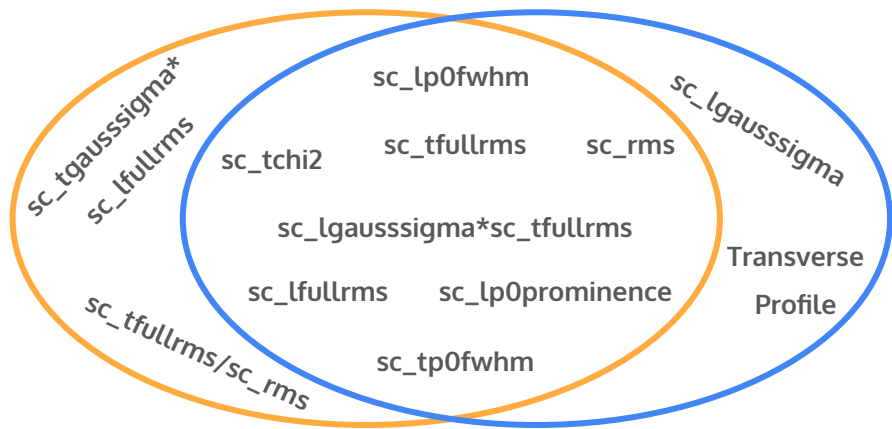 sc_tgausssigma*
sc_lfullrms
sc_tfullrms/sc_rms
sc_lp0fwhm
sc_tchi2
sc_tfullrms
sc_rms
sc_lgausssigma*sc_tfullrms
sc_lfullrms
sc_lp0prominence
sc_tp0fwhm
sc_lgausssigma
Transverse
Profile